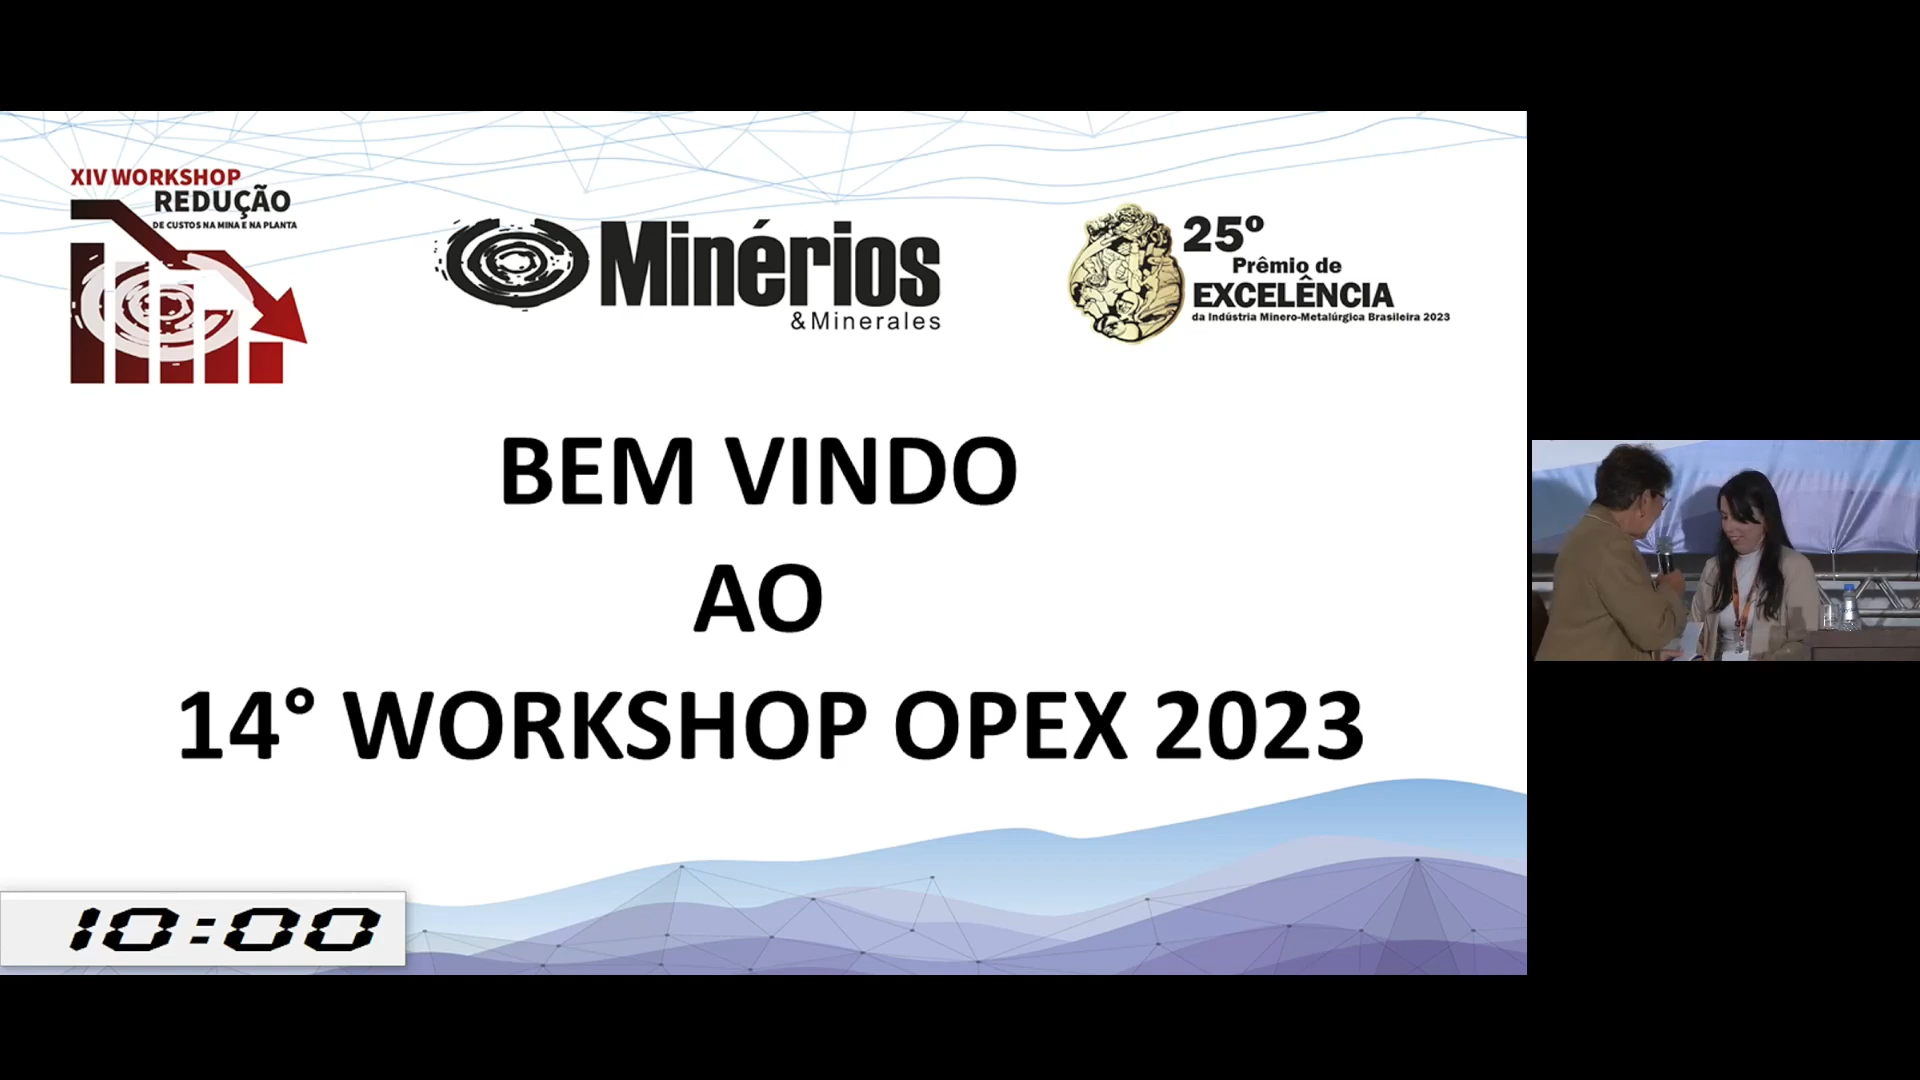 XIV WORKSHOP
REDUÇÃO
DE CUSTOS NA MINA E NA PLANTA
Minérios
&Minerales
25º
Prêmio de
EXCELÊNCIA
da Indústria Minero-Metalúrgica Brasileira 2023
BEM VINDO
AO
14° WORKSHOP OPEX 2023
10:00